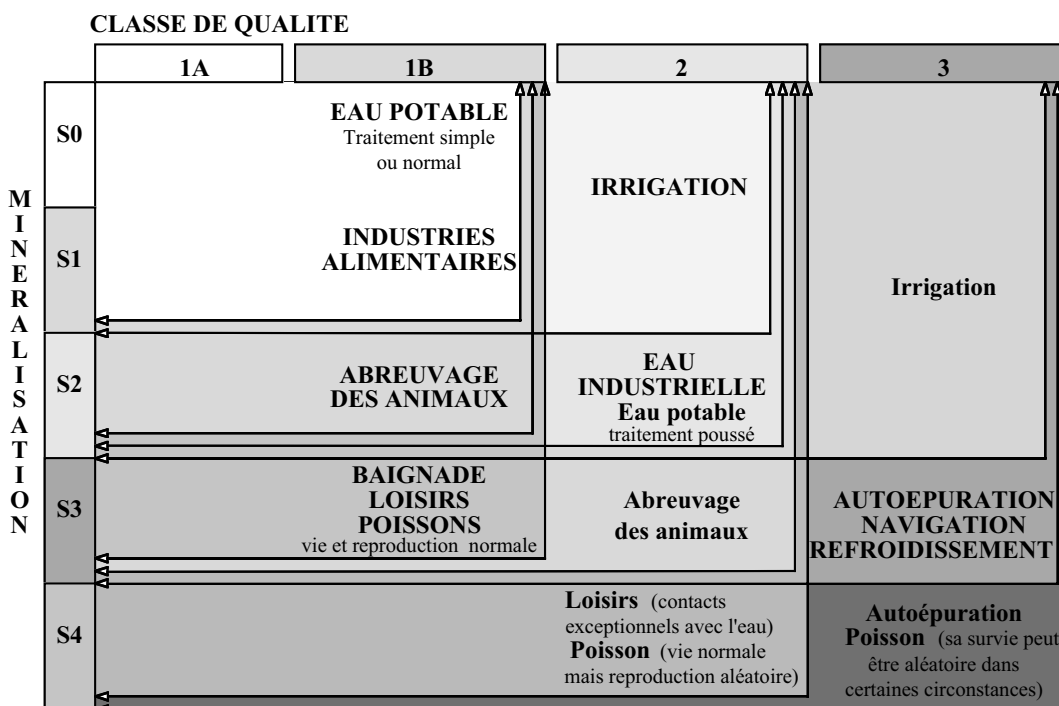 CLASSE DE QUALITE
1A
1B
2
3
MINERALISATION
S0
EAU POTABLE
Traitement simple
ou normal
IRRIGATION
S1
INDUSTRIES
ALIMENTAIRES
Irrigation
S2
ABREUVAGE
DES ANIMAUX
EAU
INDUSTRIELLE
Eau potable
traitement poussé
S3
BAIGNADE
LOISIRS
POISSONS
vie et reproduction normale
Abreuvage
des animaux
AUTOEPURATION
NAVIGATION
REFROIDISSEMENT
S4
Loisirs (contacts
exceptionnels avec l'eau)
Poisson (vie normale
mais reproduction aléatoire)
Autoépuration
Poisson (sa survie peut
être aléatoire dans
certaines circonstances)